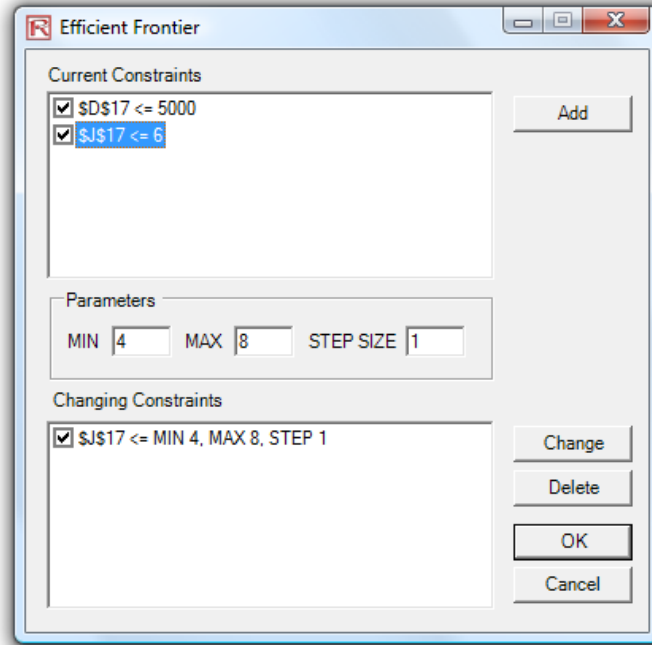 Efficient Frontier
Current Constraints
$D$17 <= 5000
$J$17 <= 6
Add
Parameters
MIN 4 MAX 8 STEP SIZE 1
Changing Constraints
$J$17 <= MIN 4, MAX 8, STEP 1
Change
Delete
OK
Cancel